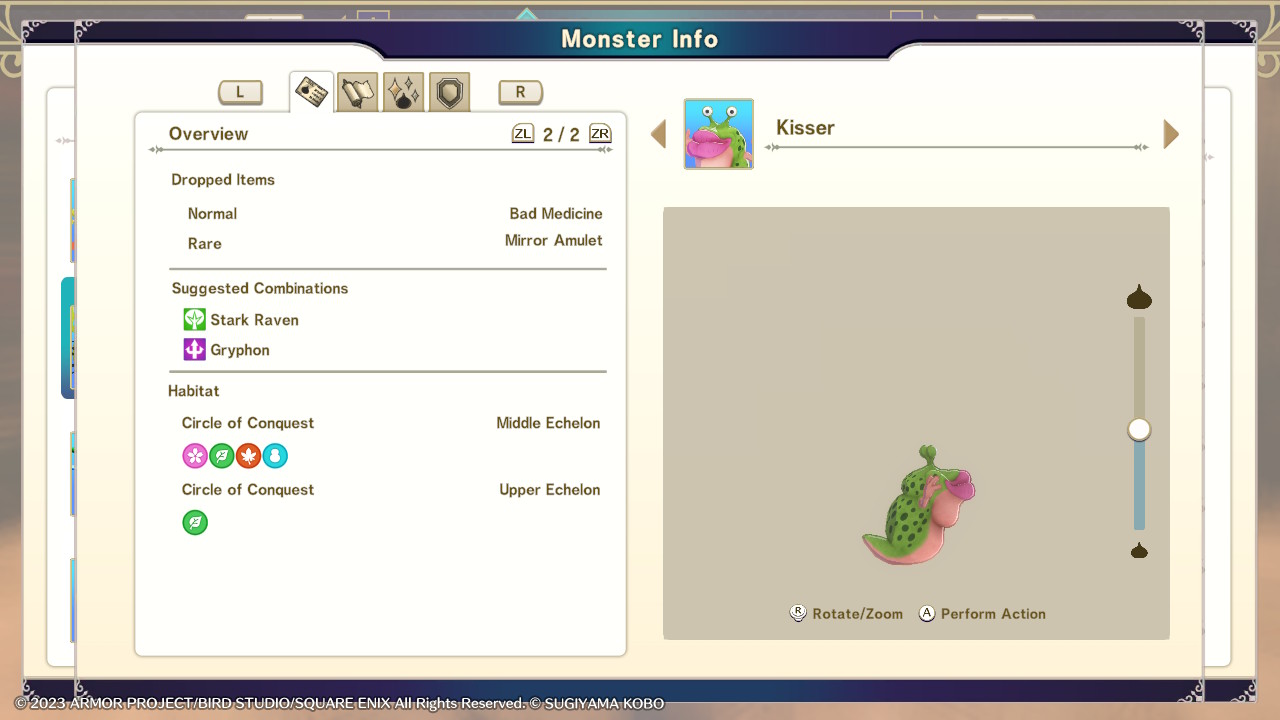 Monster Info
L
R
Overview
ZL 2 / 2 ZR
Dropped Items
Normal Bad Medicine
Rare Mirror Amulet
Suggested Combinations
Stark Raven
Gryphon
Habitat
Circle of Conquest Middle Echelon
Circle of Conquest Upper Echelon
Kisser
R Rotate/Zoom A Perform Action
© 2023 ARMOR PROJECT/BIRD STUDIO/SQUARE ENIX All Rights Reserved. © SUGIYAMA KOBO